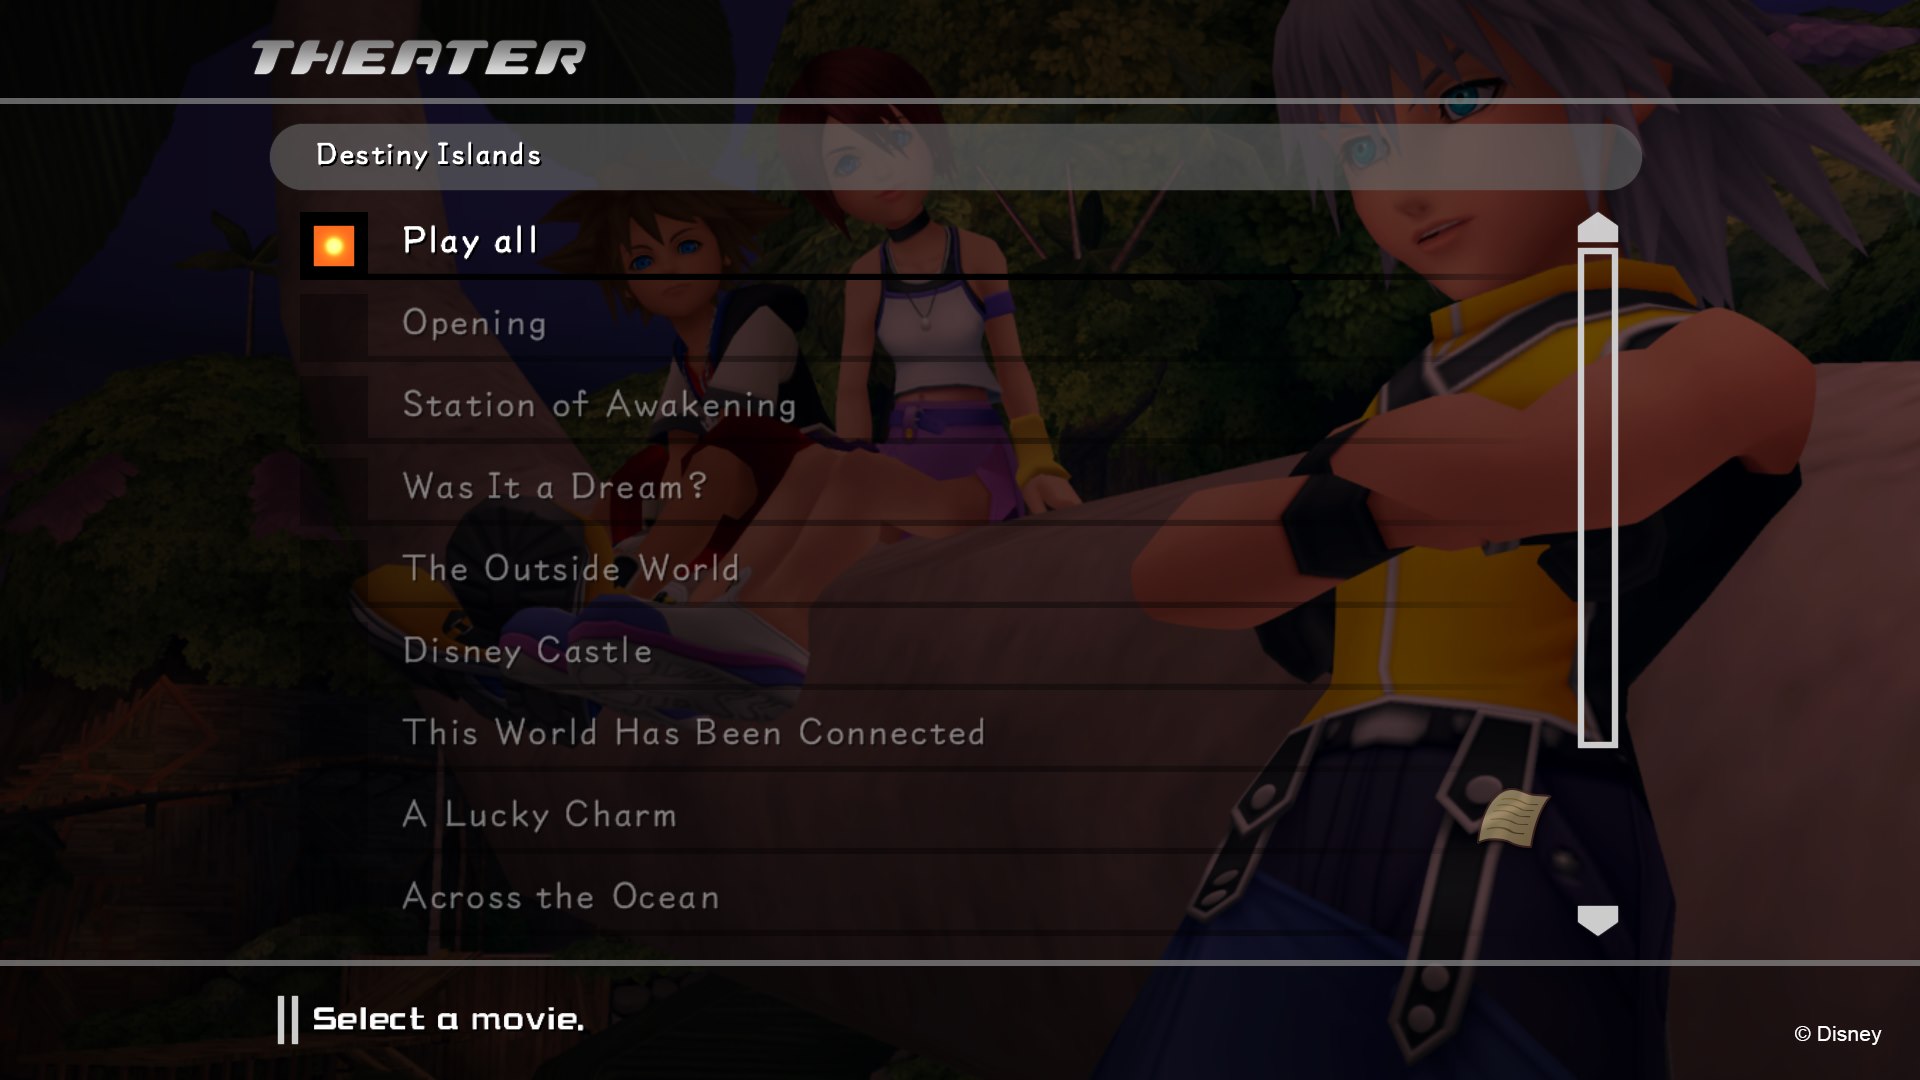 THEATER
Destiny Islands
Play all
Opening
Station of Awakening
Was It a Dream?
The Outside World
Disney Castle
This World Has Been Connected
A Lucky Charm
Across the Ocean
Select a movie.
© Disney